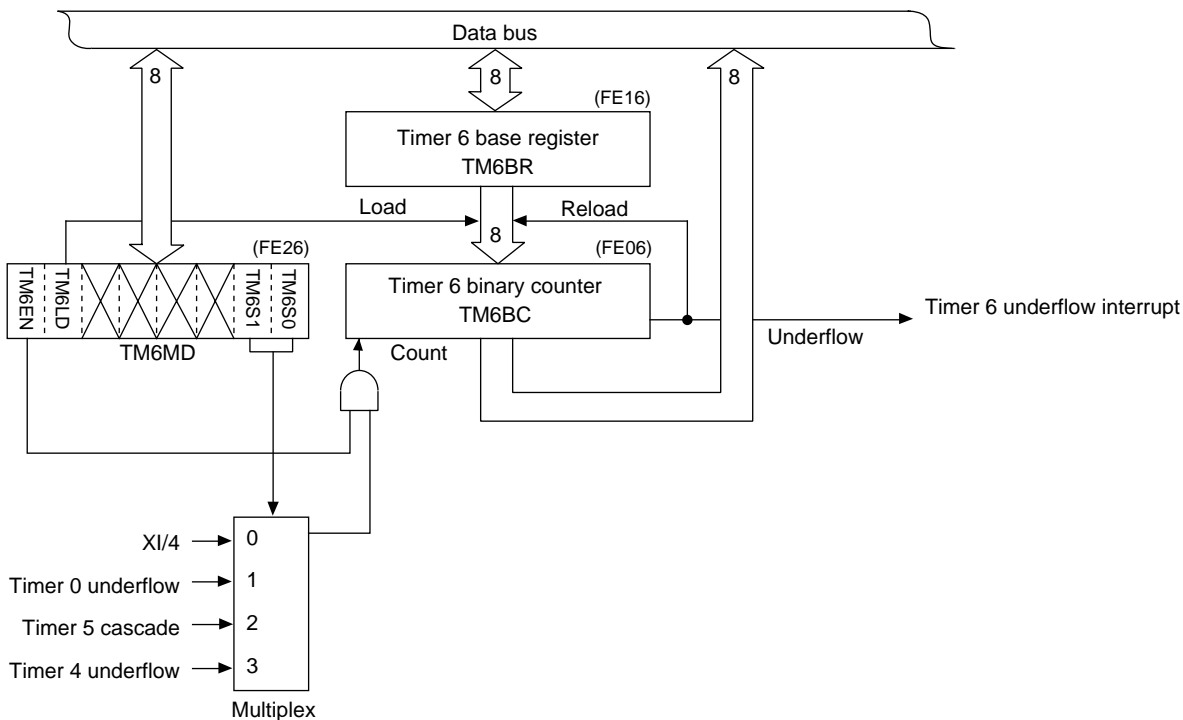 Data bus
8
8
8
(FE16)
Timer 6 base register
TM6BR
Load
Reload
8
(FE26)
(FE06)
TM6EN
TM6LD
TM6S1
TM6S0
Timer 6 binary counter
TM6BC
Timer 6 underflow interrupt
Underflow
TM6MD
Count
XI/4
0
Timer 0 underflow
1
Timer 5 cascade
2
Timer 4 underflow
3
Multiplex